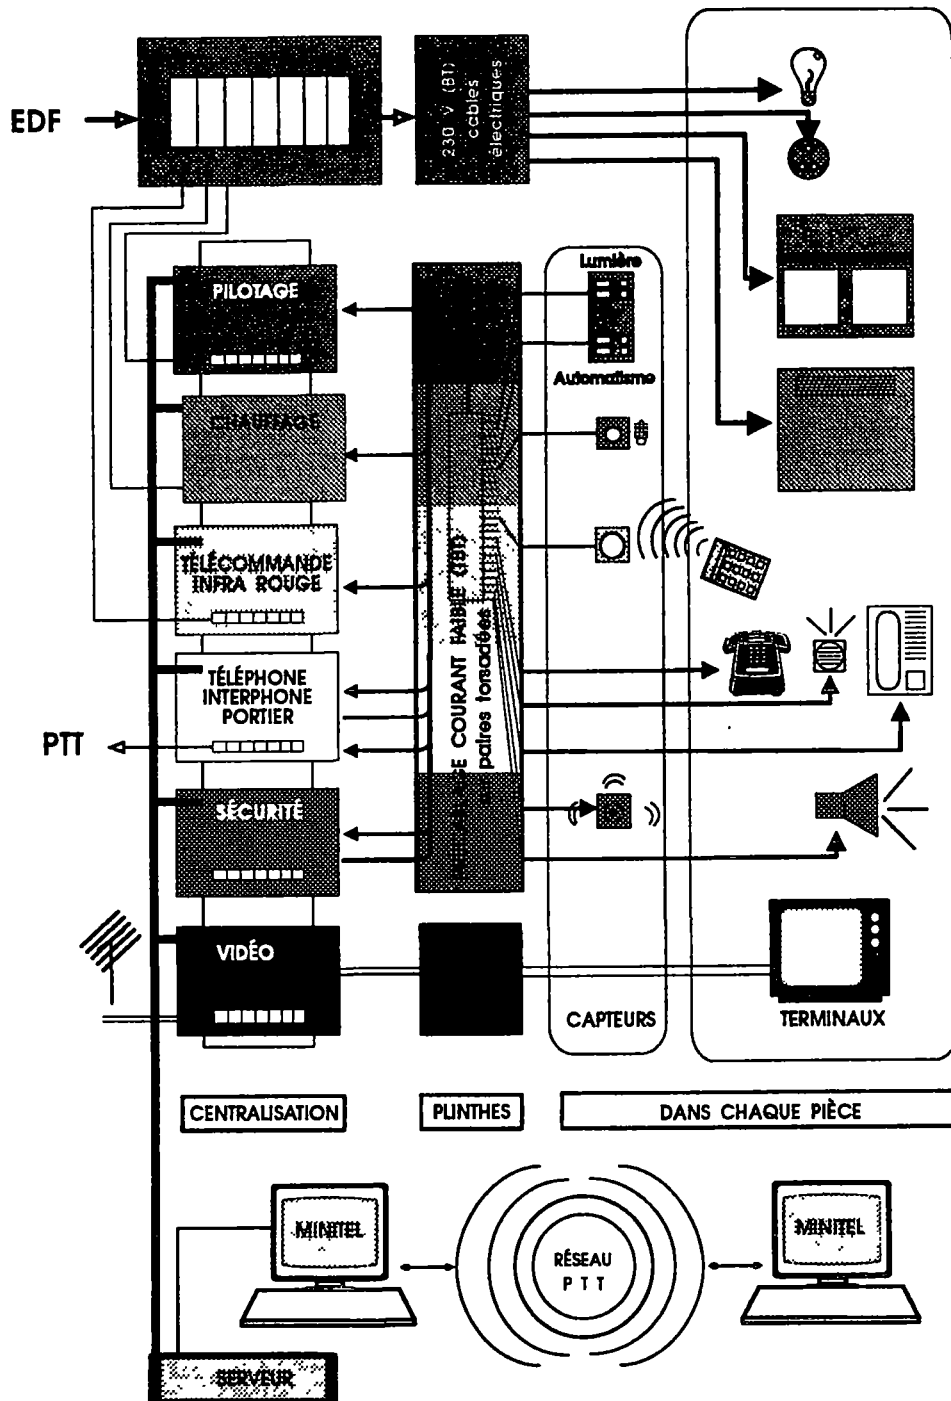 EDF
230 V (BT)
cables
électriques
PILOTAGE
CHAUFFAGE
TÉLÉCOMMANDE
INFRA ROUGE
TÉLÉPHONE
INTERPHONE
PORTIER
PTT
SÉCURITÉ
VIDÉO
COURANT FAIBLE (TBT)
paires torsadées
Lumière
Automatisme
CAPTEURS
TERMINAUX
CENTRALISATION
PLINTHES
DANS CHAQUE PIÈCE
MINITEL
RÉSEAU
PTT
MINITEL
SERVEUR